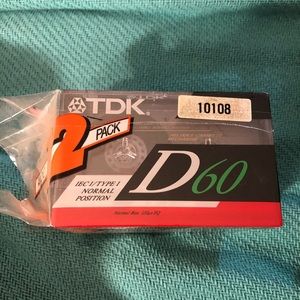 TDK
10108
2
PACK
D60
IEC I/TYPE I
NORMAL
POSITION